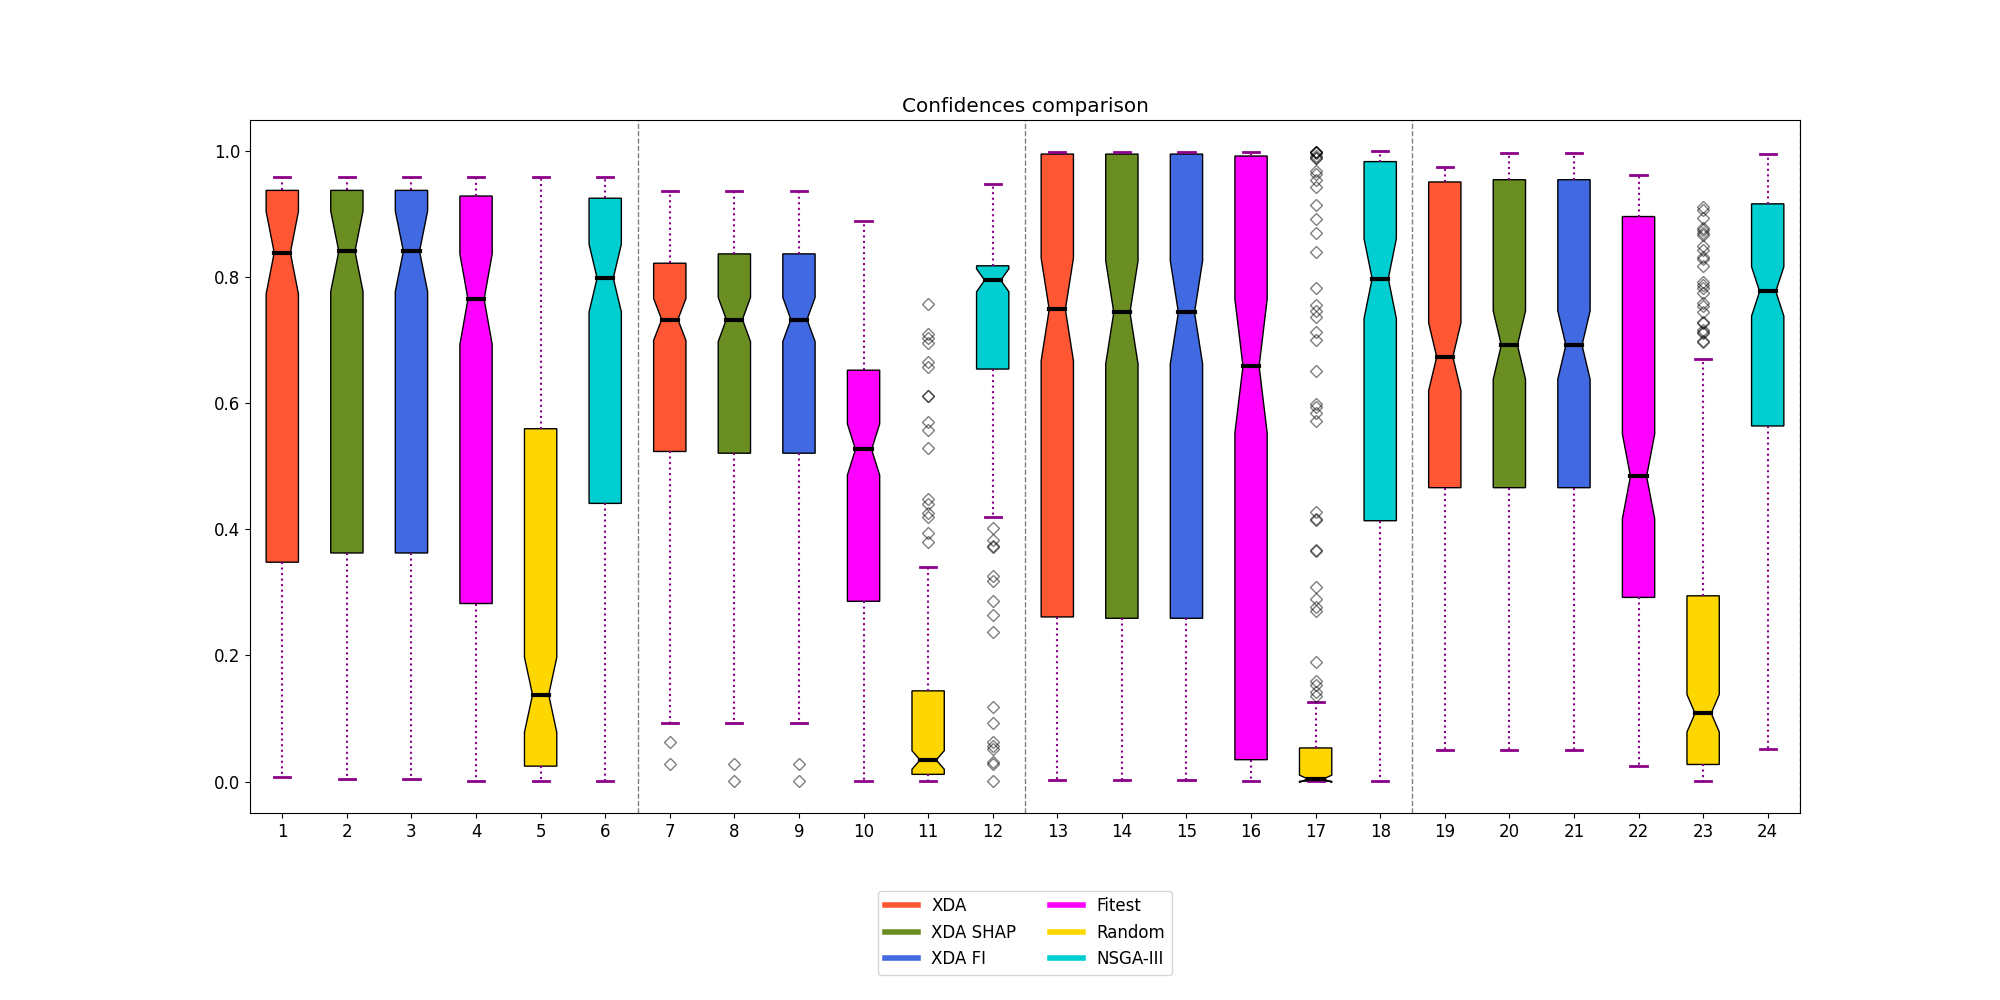 Confidences comparison
1.0
0.8
0.6
0.4
0.2
0.0
1 2 3 4 5 6 7 8 9 10 11 12 13 14 15 16 17 18 19 20 21 22 23 24
XDA Fitest
XDA SHAP Random
XDA FI NSGA-III